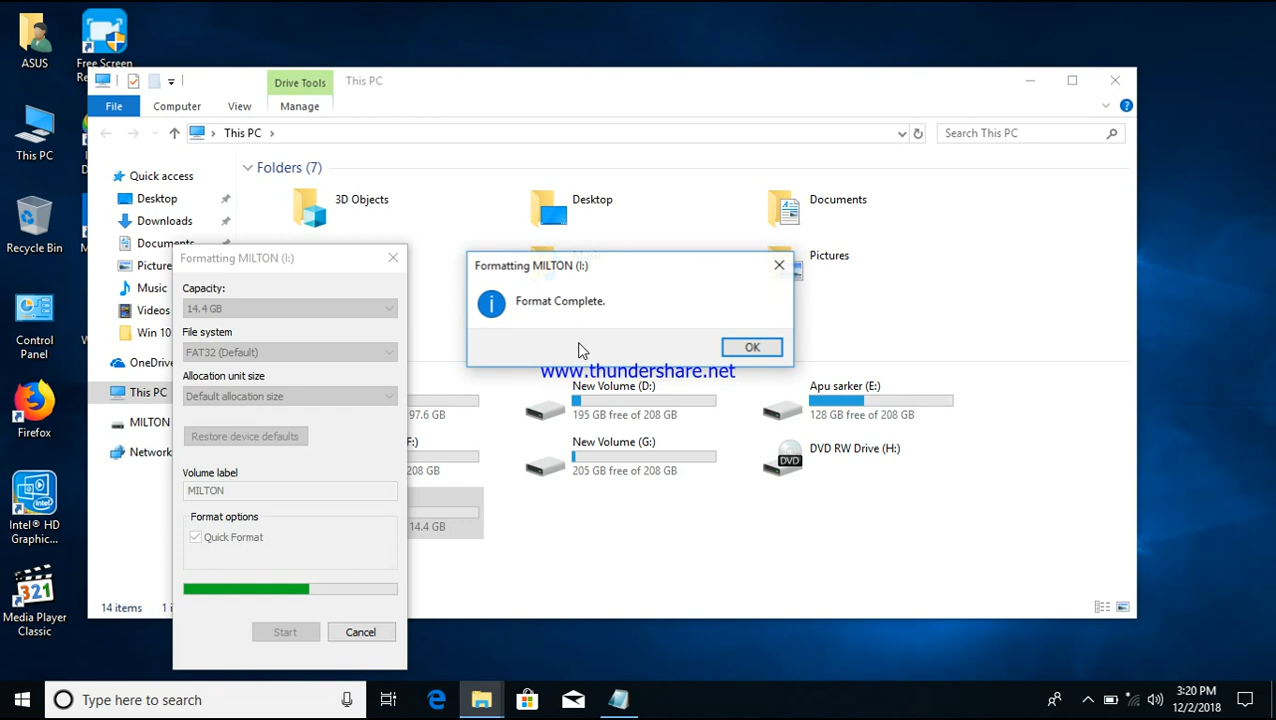 ASUS
Free Screen
Re
This PC
Recycle Bin
Control
Panel
Firefox
Intel® HD
Graphic...
Media Player
Classic
Drive Tools
This PC
File
Computer
View
Manage
This PC
Search This PC
Quick access
Desktop
Downloads
Documents
Pictures
Music
Videos
Win 10
OneDrive
This PC
MILTON
Network
14 items
Folders (7)
3D Objects
Desktop
Documents
Pictures
97.6 GB
New Volume (D:)
195 GB free of 208 GB
Apu sarker (E:)
128 GB free of 208 GB
F:)
208 GB
New Volume (G:)
205 GB free of 208 GB
DVD RW Drive (H:)
DVD
14.4 GB
Formatting MILTON (I:)
Capacity:
14.4 GB
File system
FAT32 (Default)
Allocation unit size
Default allocation size
Restore device defaults
Volume label
MILTON
Format options
Quick Format
Start
Cancel
Formatting MILTON (I:)
Format Complete.
OK
www.thundershare.net
Type here to search
3:20 PM
12/2/2018